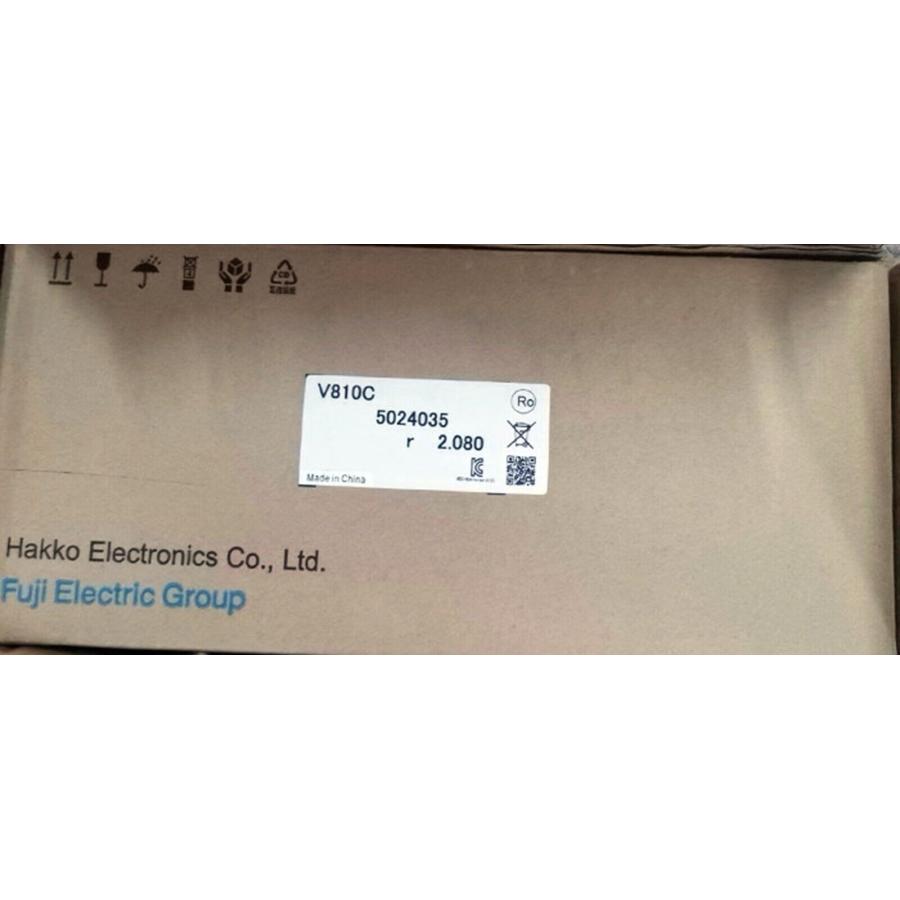 V810C
5024035
r 2.080
Ro
Made in China
Hakko Electronics Co., Ltd.
Fuji Electric Group